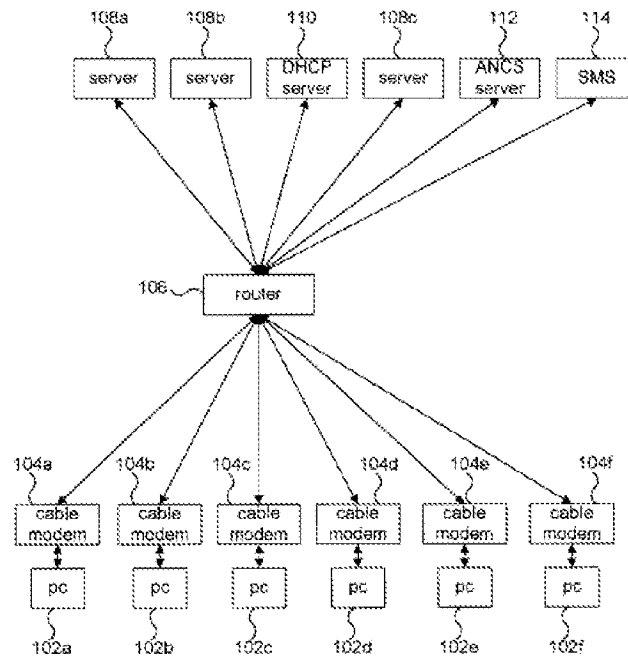 108a 108b 110 108c 112 114
server server DHCP server server ANCS server SMS
106
router
104a 104b 104c 104d 104e 104f
cable modem cable modem cable modem cable modem cable modem cable modem
pc pc pc pc pc pc
102a 102b 102c 102d 102e 102f